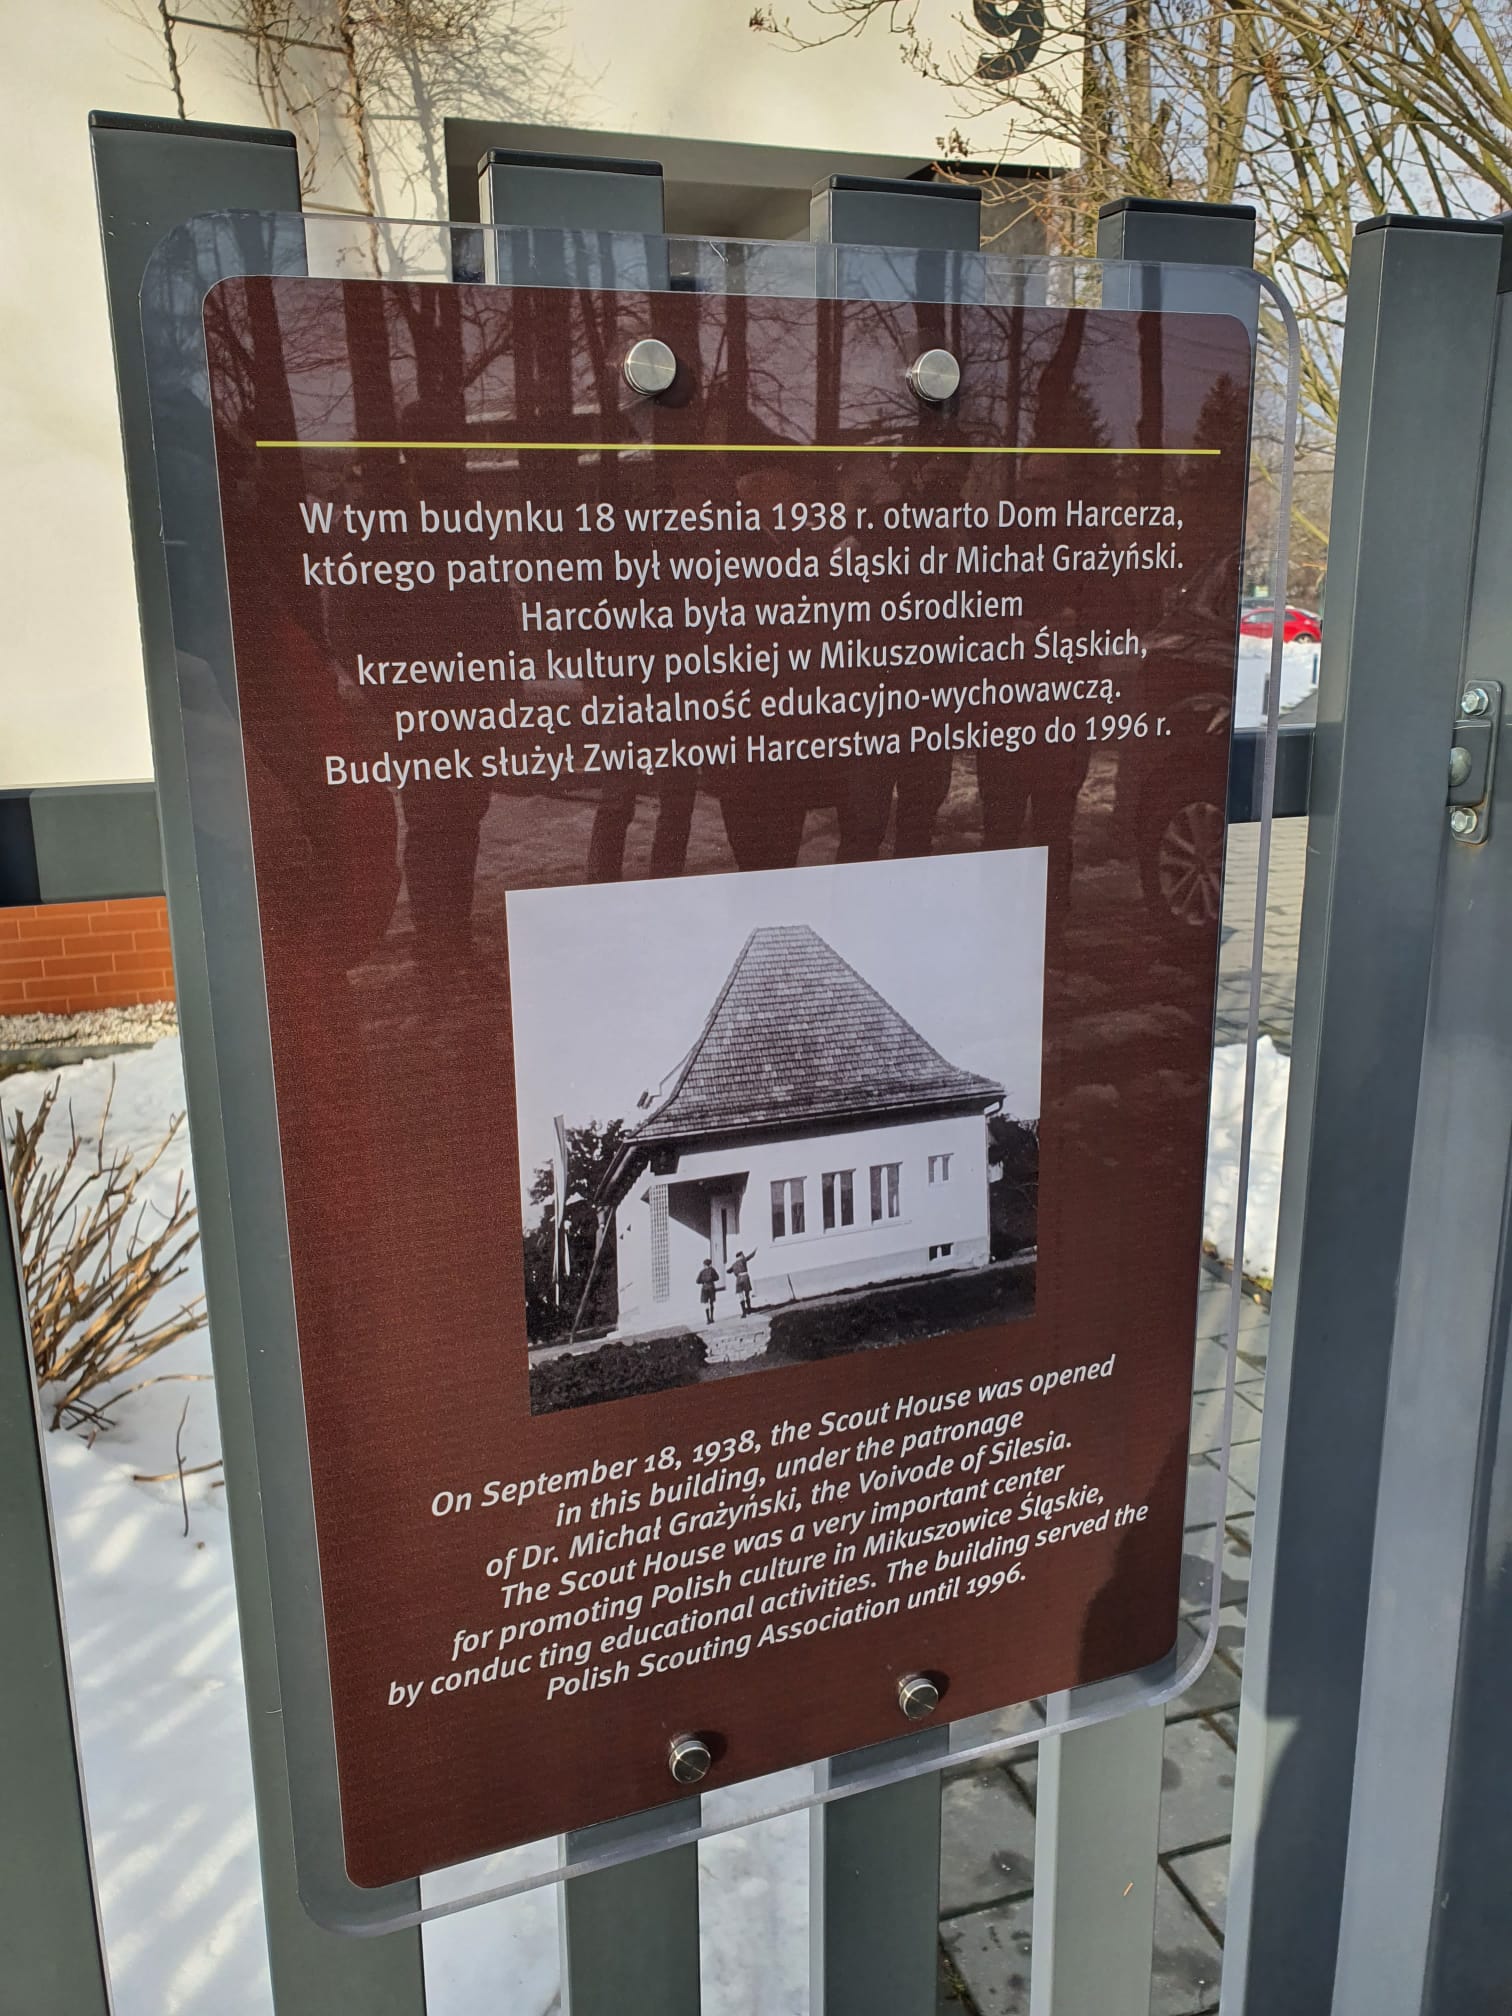 9
W tym budynku 18 września 1938 r. otwarto Dom Harcerza,
którego patronem był wojewoda śląski dr Michał Grażyński.
Harcówka była ważnym ośrodkiem
krzewienia kultury polskiej w Mikuszowicach Śląskich,
prowadząc działalność edukacyjno-wychowawczą.
Budynek służył Związkowi Harcerstwa Polskiego do 1996 r.
On September 18, 1938, the Scout House was opened
in this building, under the patronage
of Dr. Michał Grażyński, the Voivode of Silesia.
The Scout House was a very important center
for promoting Polish culture in Mikuszowice Śląskie,
by conduc ting educational activities. The building served the
Polish Scouting Association until 1996.